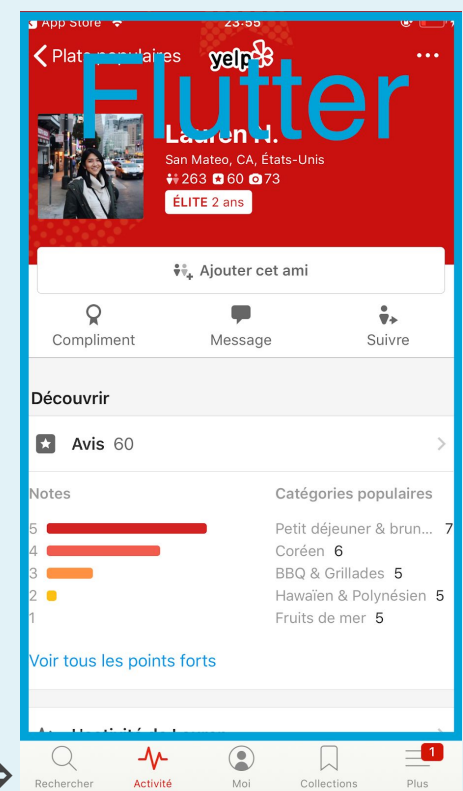 App Store 23:55
Plats populaires yelp
Flutter
Lauren N.
San Mateo, CA, États-Unis
263 60 73
ÉLITE 2 ans
Ajouter cet ami
Compliment Message Suivre
Découvrir
Avis 60
Notes Catégories populaires
5 Petit déjeuner & brun... 7
4 Coréen 6
3 BBQ & Grillades 5
2 Hawaïen & Polynésien 5
1 Fruits de mer 5
Voir tous les points forts
Rechercher Activité Moi Collections Plus
1